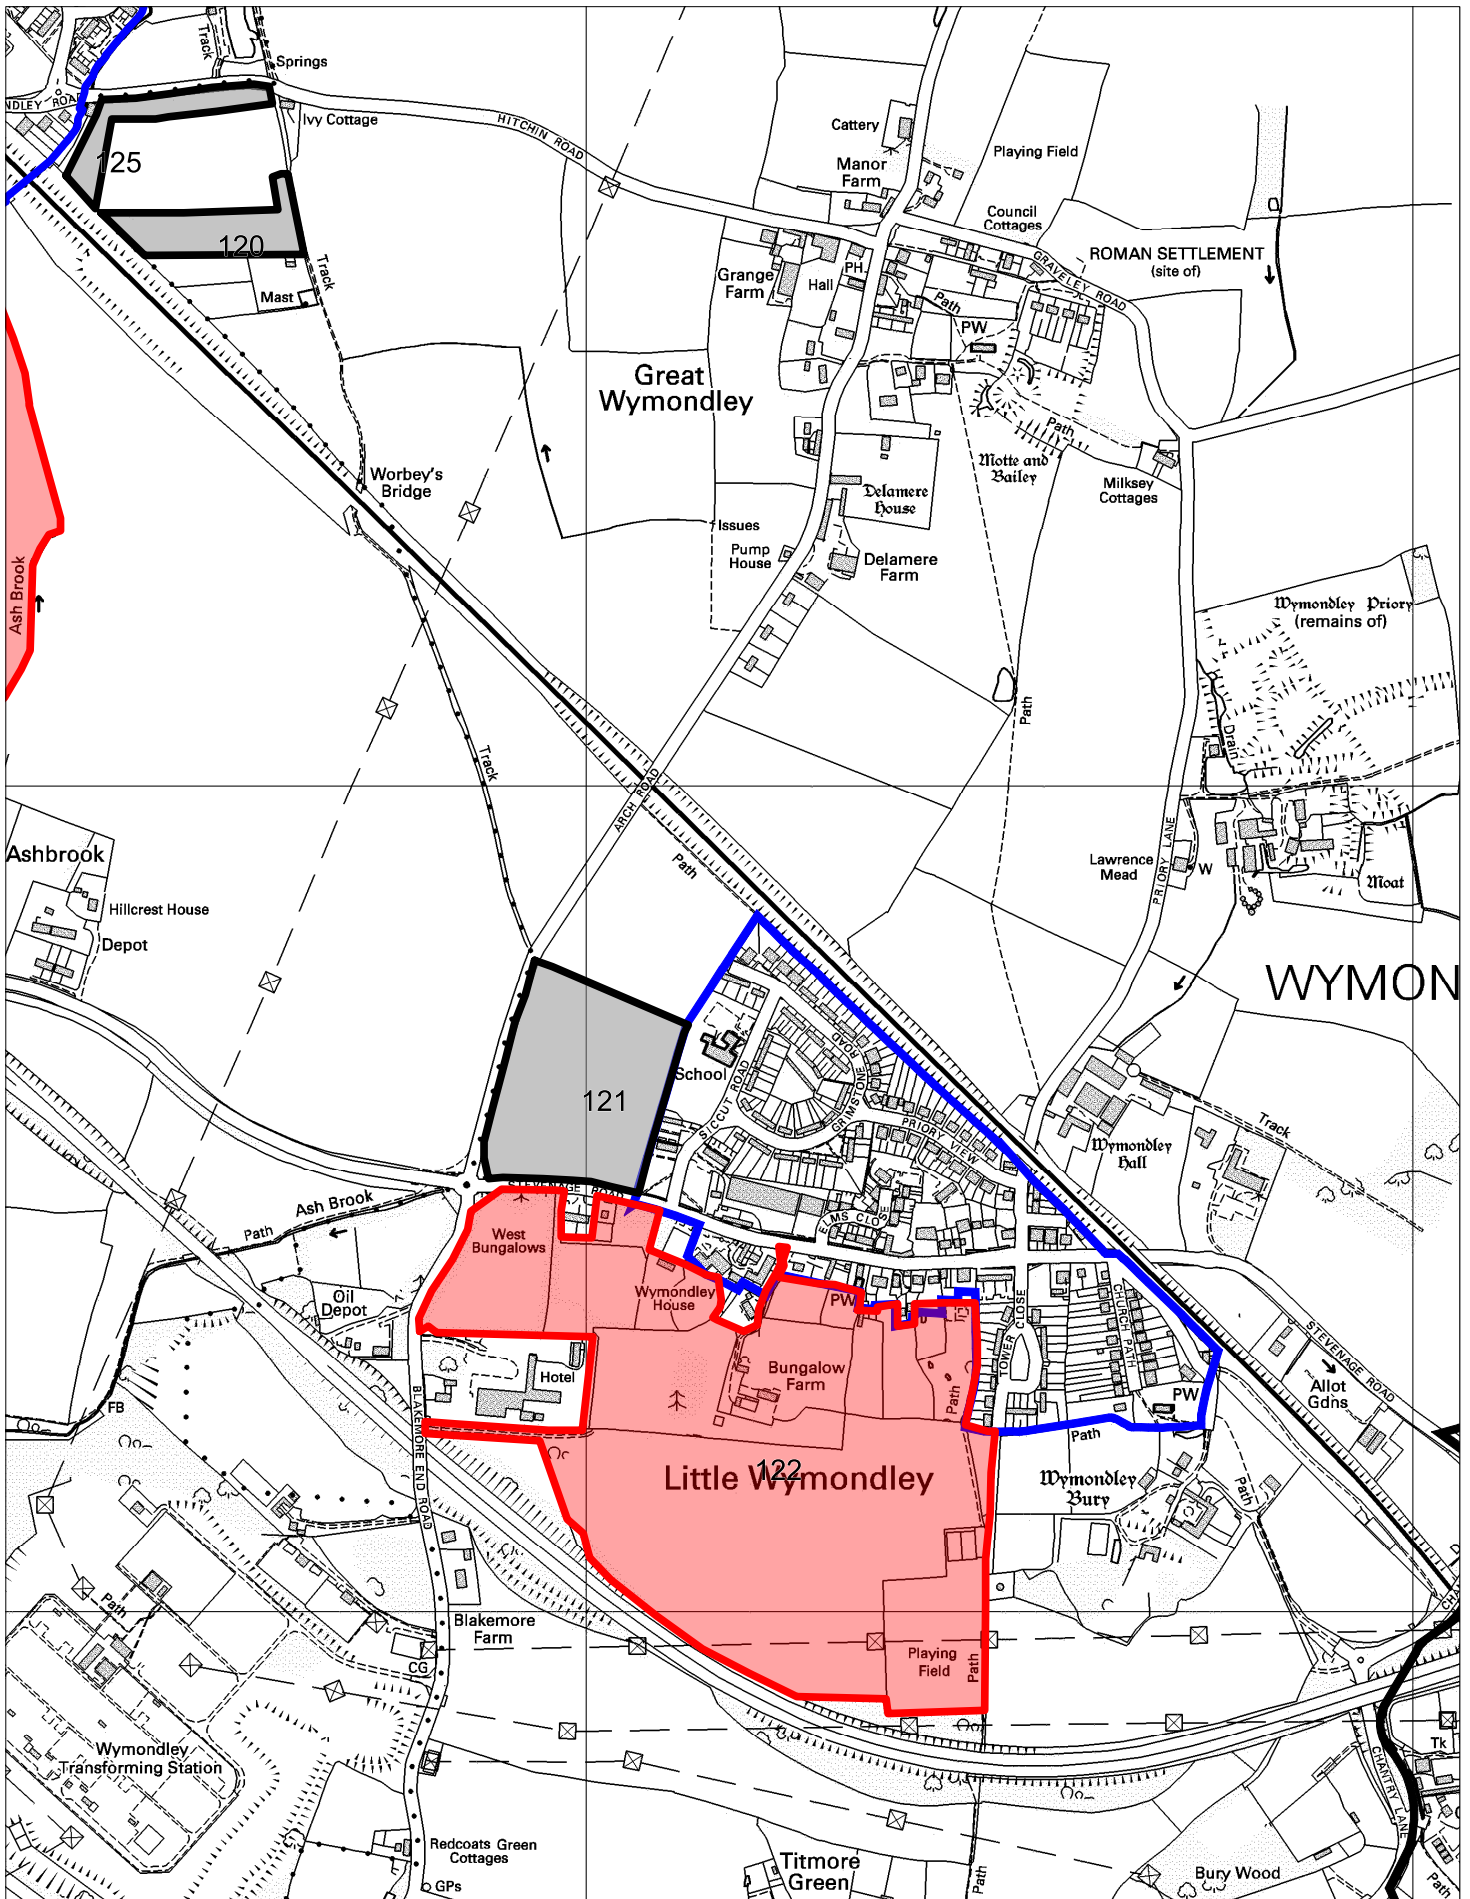 Track
Springs
NDLEY ROAD
Ivy Cottage
HITCHIN ROAD
125
120
Track
Mast
Cattery
Manor
Farm
Playing Field
Council
Cottages
ROMAN SETTLEMENT
(site of)
GRAVELEY ROAD
Grange
Farm
Hall
PH
Path
PW
Great
Wymondley
Path
Motte and
Bailey
Milksey
Cottages
Worbey's
Bridge
Delamere
House
Issues
Pump
House
Delamere
Farm
Ash Brook
Wymondley Priory
(remains of)
Path
Drain
Track
ARCH ROAD
Path
PRIORY LANE
Lawrence
Mead
W
Moat
Ashbrook
Hillcrest House
Depot
WYMON
121
School
SICCUT ROAD
GRIMSTONE ROAD
PRIORY VIEW
Wymondley
Hall
Track
STEVENAGE ROAD
Ash Brook
Path
West
Bungalows
ELMS CLOSE
Oil
Depot
Wymondley
House
PW
TOWER CLOSE
CHURCH PATH
STEVENAGE ROAD
Allot
Gdns
Hotel
Bungalow
Farm
Path
PW
FB
BLAKEMORE END ROAD
Path
Little Wymondley
122
Wymondley
Bury
Path
Path
Blakemore
Farm
CG
Playing
Field
Path
CHA
Wymondley
Transforming Station
CHANTRY LANE
Tk
Redcoats Green
Cottages
GPs
Titmore
Green
Path
Bury Wood
Path